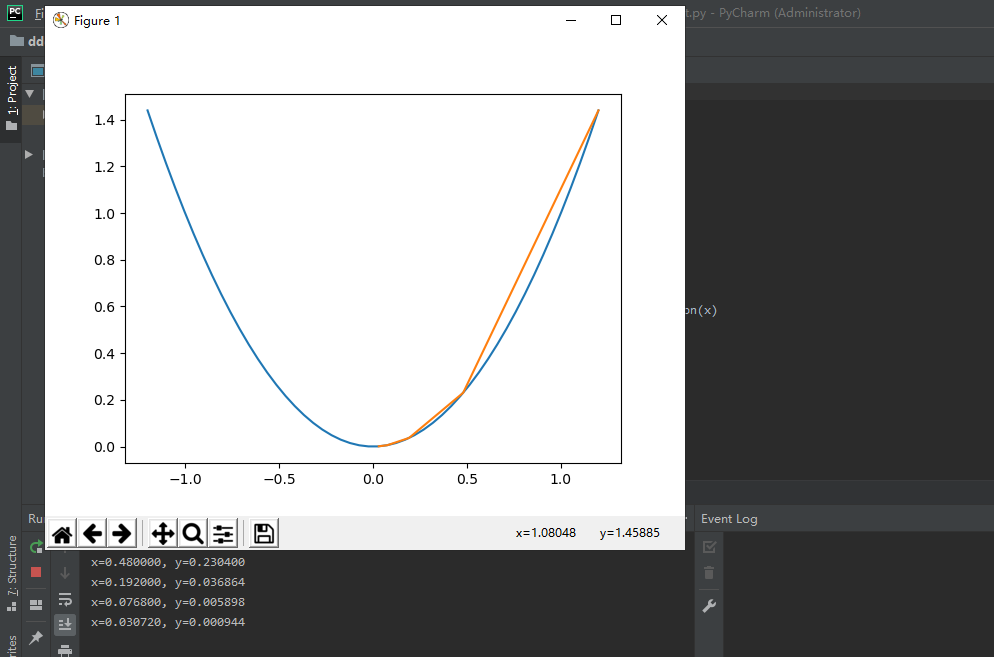 PC Fi
Figure 1
t.py - PyCharm (Administrator)
dd
1: Project
1.4
1.2
1.0
0.8
0.6
0.4
0.2
0.0
−1.0 −0.5 0.0 0.5 1.0
on(x)
x=1.08048 y=1.45885
Ru
Event Log
7: Structure
rites
x=0.480000, y=0.230400
x=0.192000, y=0.036864
x=0.076800, y=0.005898
x=0.030720, y=0.000944